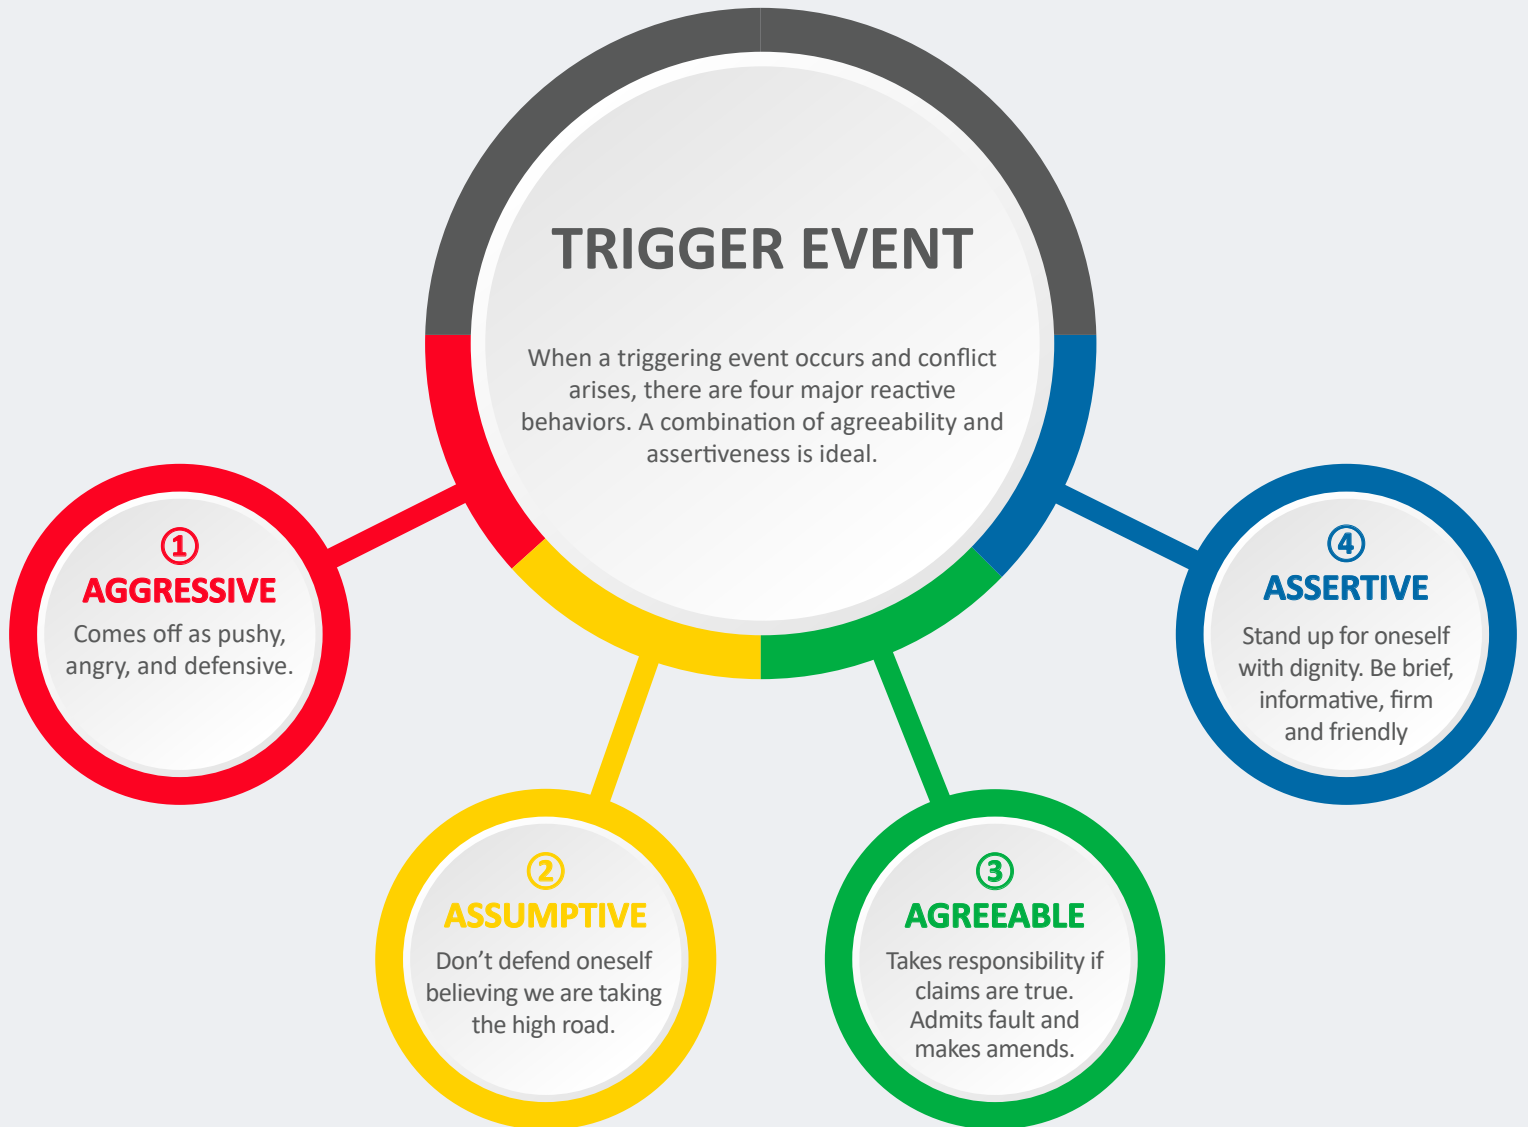 TRIGGER EVENT
When a triggering event occurs and conflict
arises, there are four major reactive
behaviors. A combination of agreeability and
assertiveness is ideal.
①
AGGRESSIVE
Comes off as pushy,
angry, and defensive.
②
ASSUMPTIVE
Don’t defend oneself
believing we are taking
the high road.
③
AGREEABLE
Takes responsibility if
claims are true.
Admits fault and
makes amends.
④
ASSERTIVE
Stand up for oneself
with dignity. Be brief,
informative, firm
and friendly